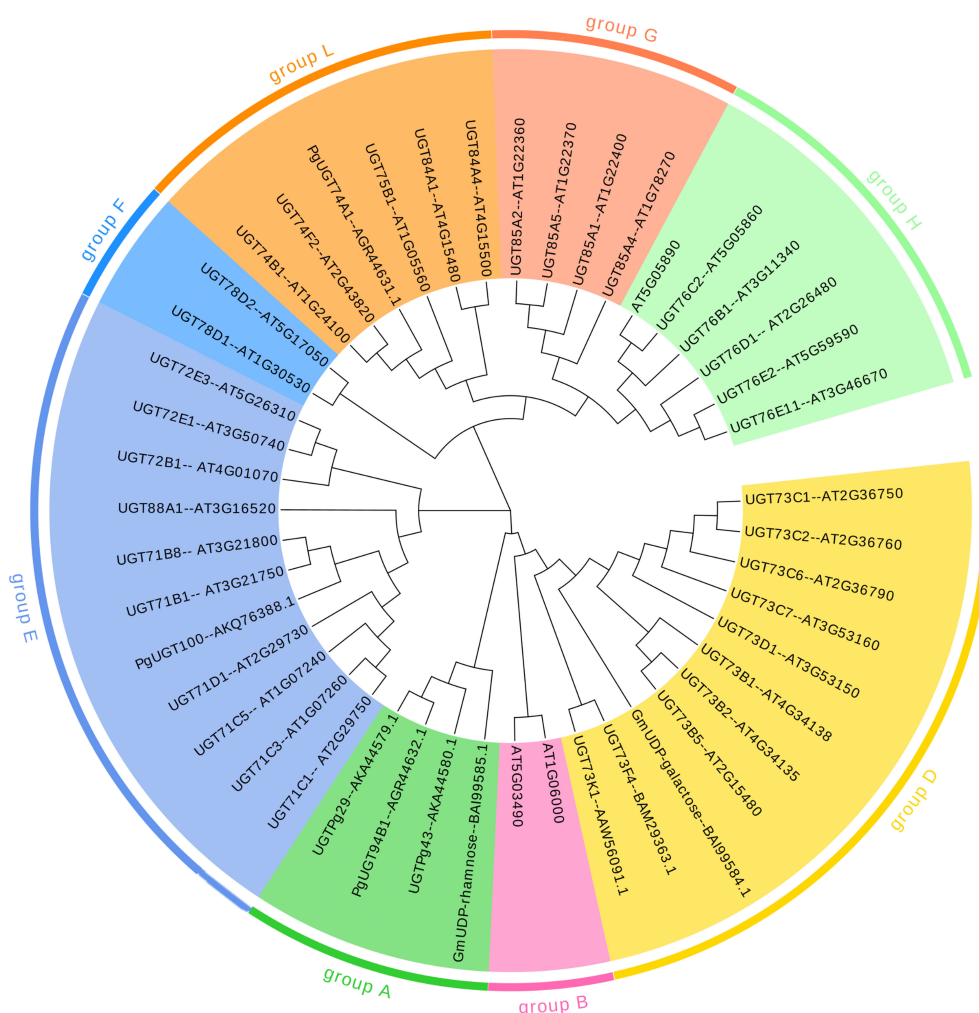 group G
group L
group H
group F
group E
group D
group A
group B
UGT85A2--AT1G22360
UGT85A5--AT1G22370
UGT85A1--AT1G22400
UGT85A4--AT1G78270
AT5G05890
UGT76C2--AT5G05860
UGT76B1--AT3G11340
UGT76D1-- AT2G26480
UGT76E2--AT5G59590
UGT76E11--AT3G46670
UGT73C1--AT2G36750
UGT73C2--AT2G36760
UGT73C6--AT2G36790
UGT73C7--AT3G53160
UGT73D1--AT3G53150
UGT73B1--AT4G34138
UGT73B2--AT4G34135
UGT73B5--AT2G15480
GmUDP-galactose--BAI99584.1
UGT73F4--BAM29363.1
UGT73K1--AAW56091.1
AT1G06000
AT5G03490
GmUDP-rhamnose--BAI99585.1
UGTPg43--AKA44580.1
PgUGT94B1--AGR44632.1
UGTPg29--AKA44579.1
UGT71C1-- AT2G29750
UGT71C3--AT1G07260
UGT71C5-- AT1G07240
UGT71D1--AT2G29730
PgUGT100--AKQ76388.1
UGT71B1-- AT3G21750
UGT71B8-- AT3G21800
UGT88A1--AT3G16520
UGT72B1-- AT4G01070
UGT72E1--AT3G50740
UGT72E3--AT5G26310
UGT78D1--AT1G30530
UGT78D2--AT5G17050
UGT74B1--AT1G24100
UGT74F2--AT2G43820
PgUGT74A1--AGR44631.1
UGT75B1--AT1G05560
UGT84A1--AT4G15480
UGT84A4--AT4G15500